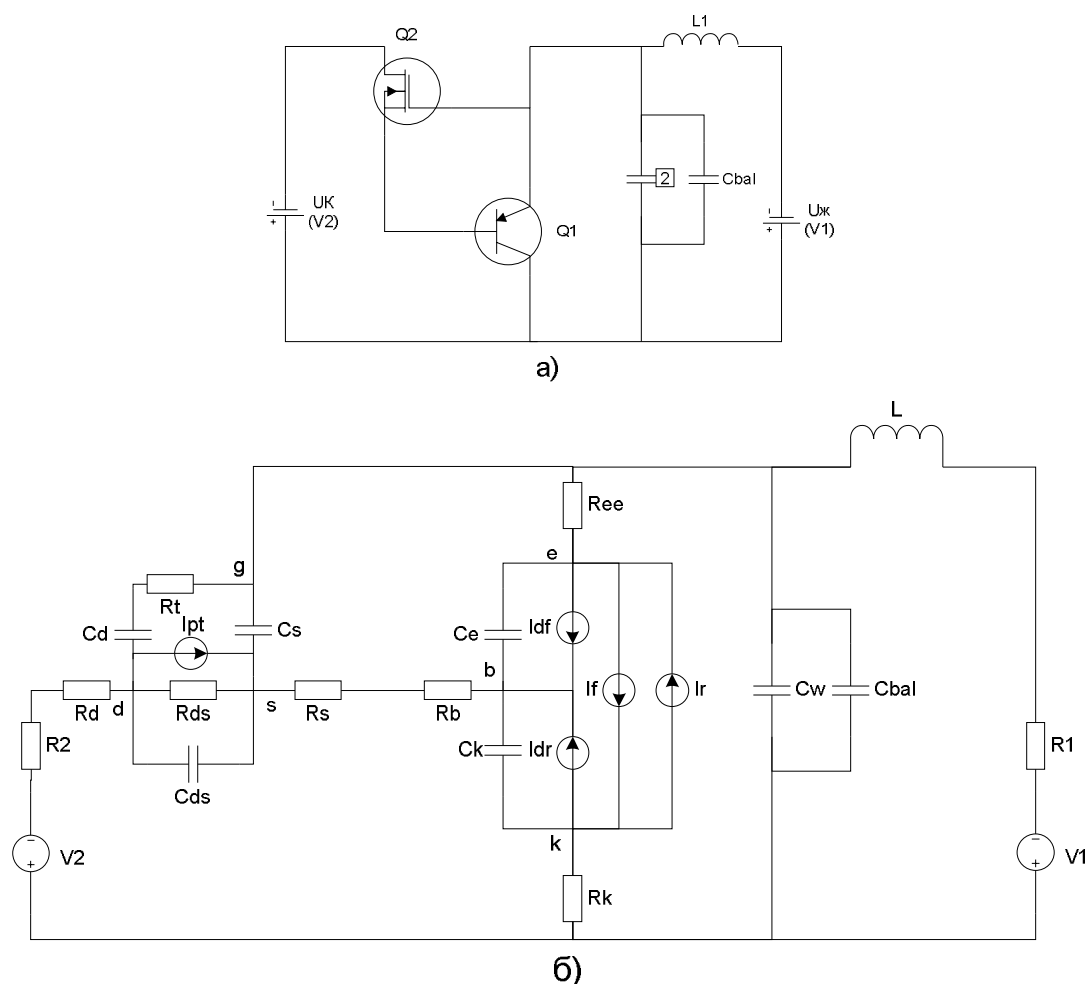 L1
Q2
UК
(V2)
2
Cbal
Uж
(V1)
Q1
-
+
-
+
а)
L
Ree
e
g
Rt
Cd
Ipt
Cs
Ce
Idf
b
If
Ir
Cw
Cbal
Rd
d
Rds
s
Rs
Rb
Ck
Idr
R2
R1
Cds
k
V2
−
+
V1
−
+
Rk
б)